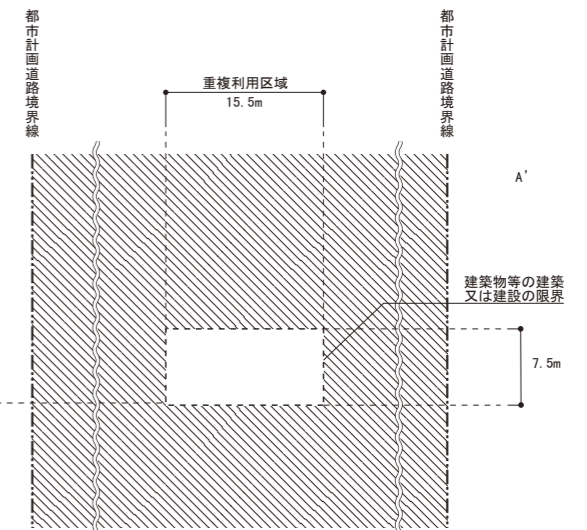 都市計画道路境界線
都市計画道路境界線
重複利用区域
15.5m
A'
建築物等の建築
又は建設の限界
7.5m